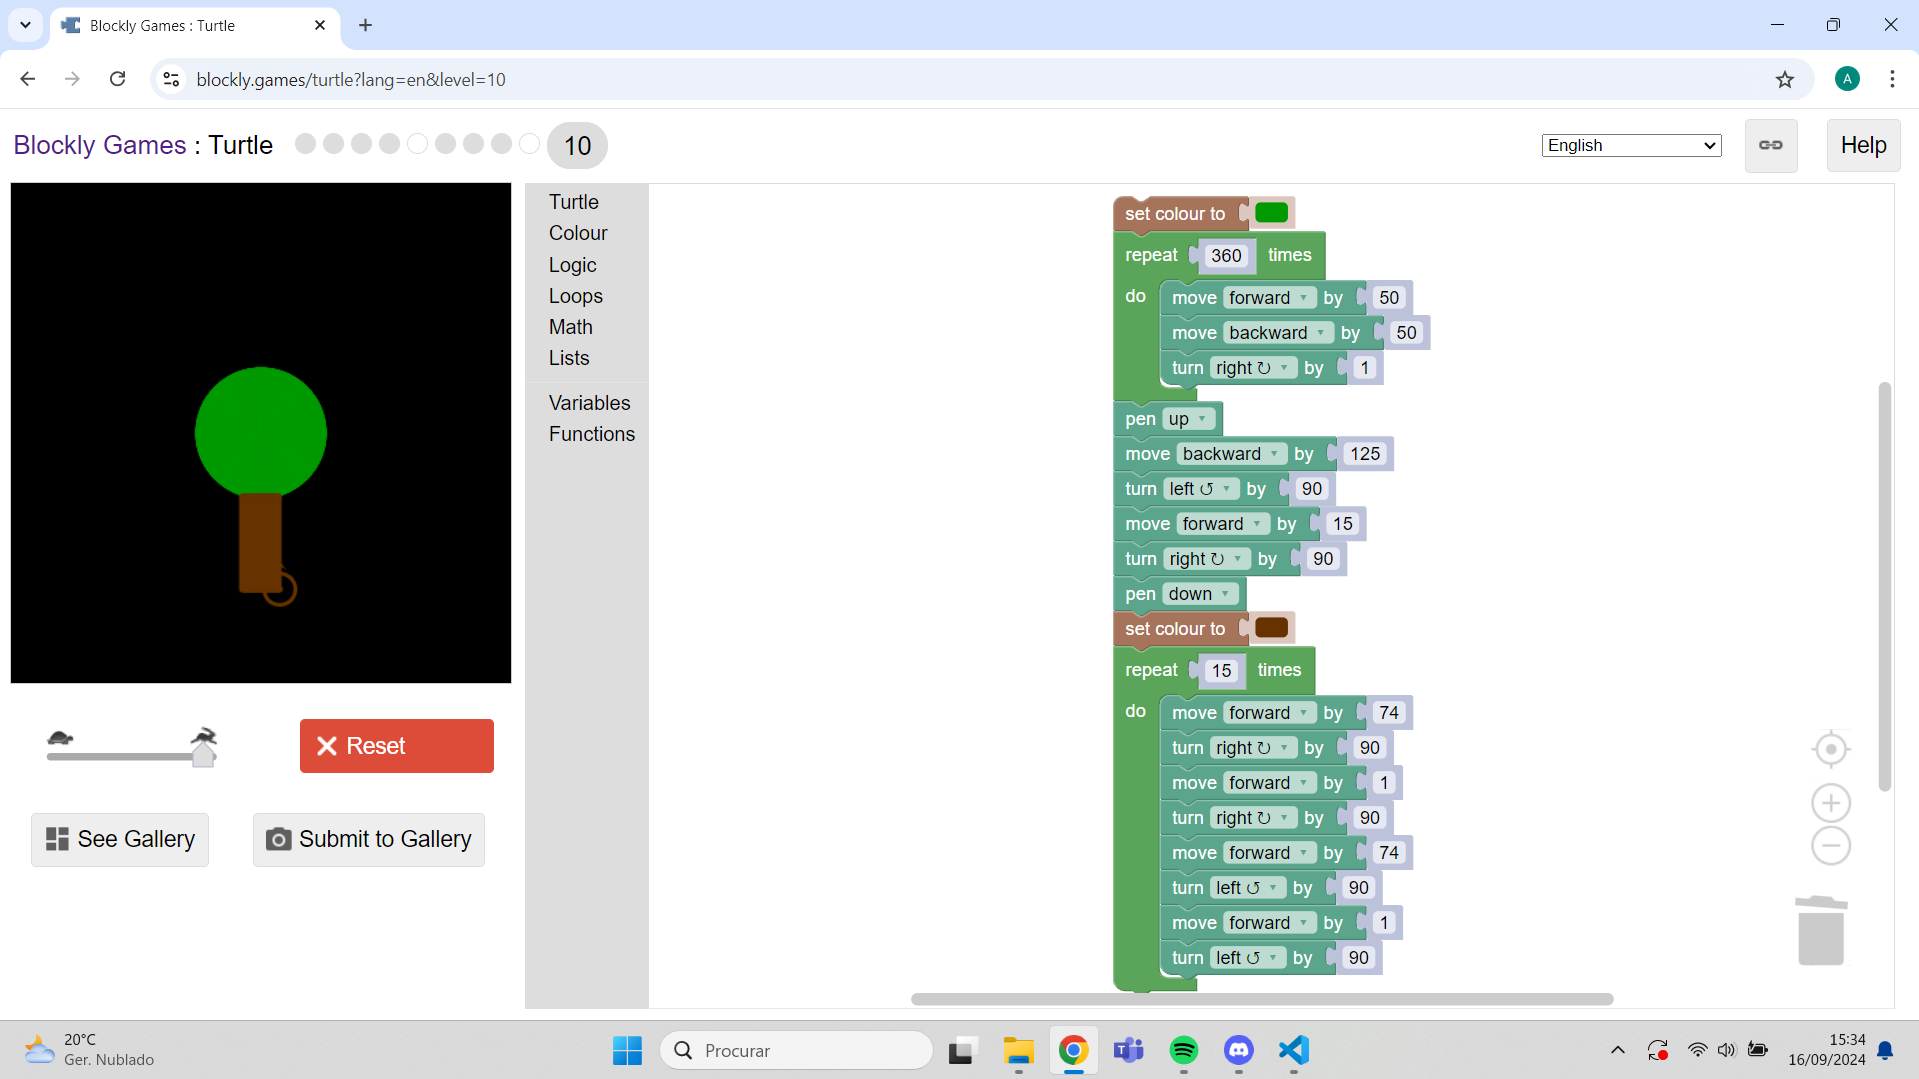 Blockly Games : Turtle
blockly.games/turtle?lang=en&level=10
A
Blockly Games : Turtle 10
English
Help
Turtle
Colour
Logic
Loops
Math
Lists
Variables
Functions
set colour to
repeat 360 times
do move forward by 50
move backward by 50
turn right ↻ by 1
pen up
move backward by 125
turn left ↺ by 90
move forward by 15
turn right ↻ by 90
pen down
set colour to
repeat 15 times
do move forward by 74
turn right ↻ by 90
move forward by 1
turn right ↻ by 90
move forward by 74
turn left ↺ by 90
move forward by 1
turn left ↺ by 90
Reset
See Gallery
Submit to Gallery
20°C
Ger. Nublado
Procurar
15:34
16/09/2024